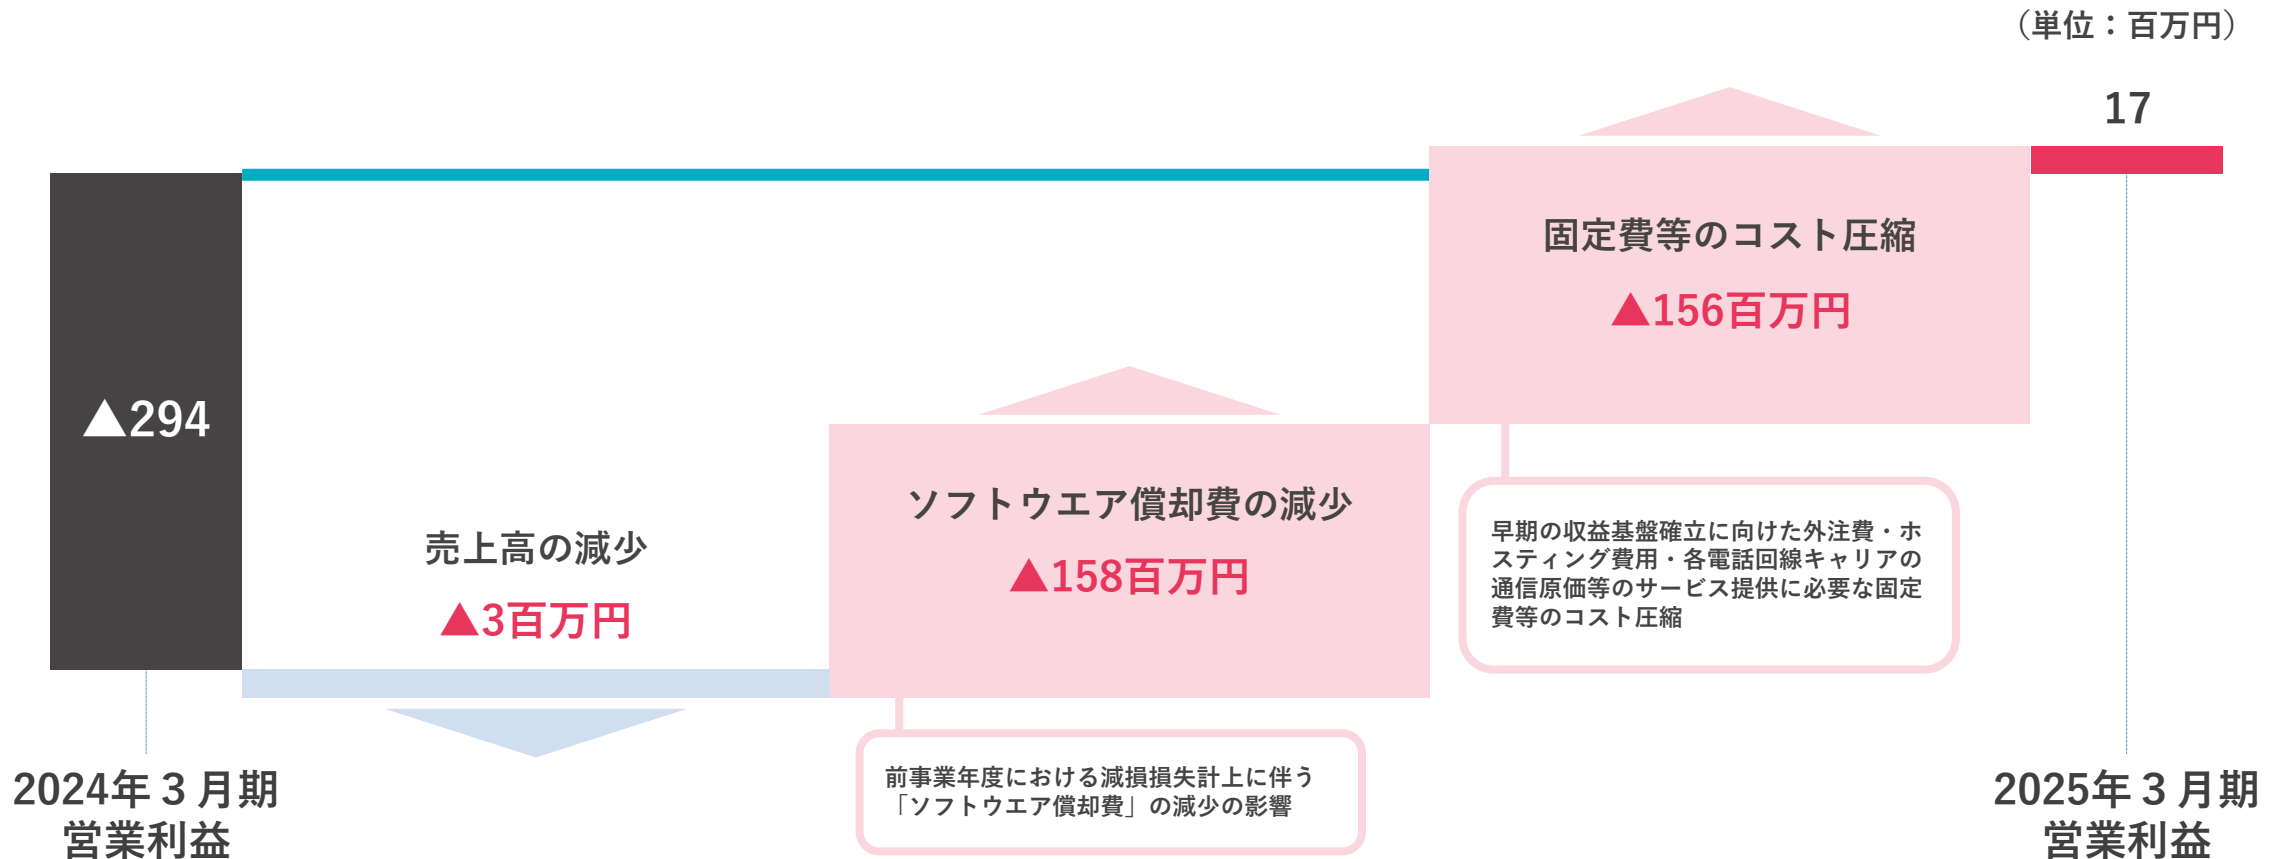 （単位：百万円）
17
固定費等のコスト圧縮
▲156百万円
▲294
ソフトウエア償却費の減少
▲158百万円
売上高の減少
▲3百万円
早期の収益基盤確立に向けた外注費・ホ
スティング費用・各電話回線キャリアの
通信原価等のサービス提供に必要な固定
費等のコスト圧縮
前事業年度における減損損失計上に伴う
「ソフトウエア償却費」の減少の影響
2024年３月期
営業利益
2025年３月期
営業利益